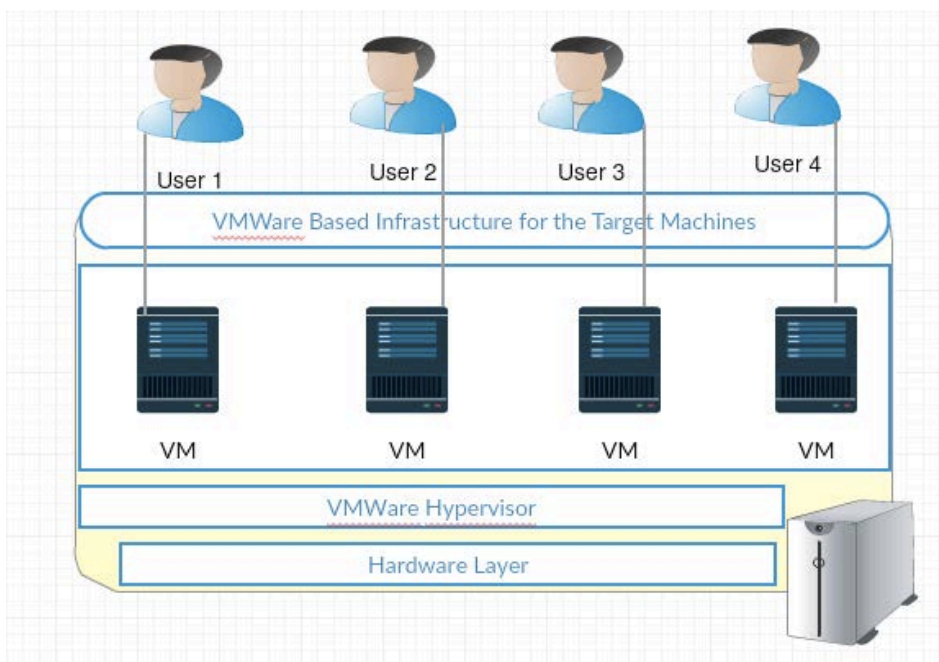 User 1
User 2
User 3
User 4
VMWare Based Infrastructure for the Target Machines
VM
VM
VM
VM
VMWare Hypervisor
Hardware Layer